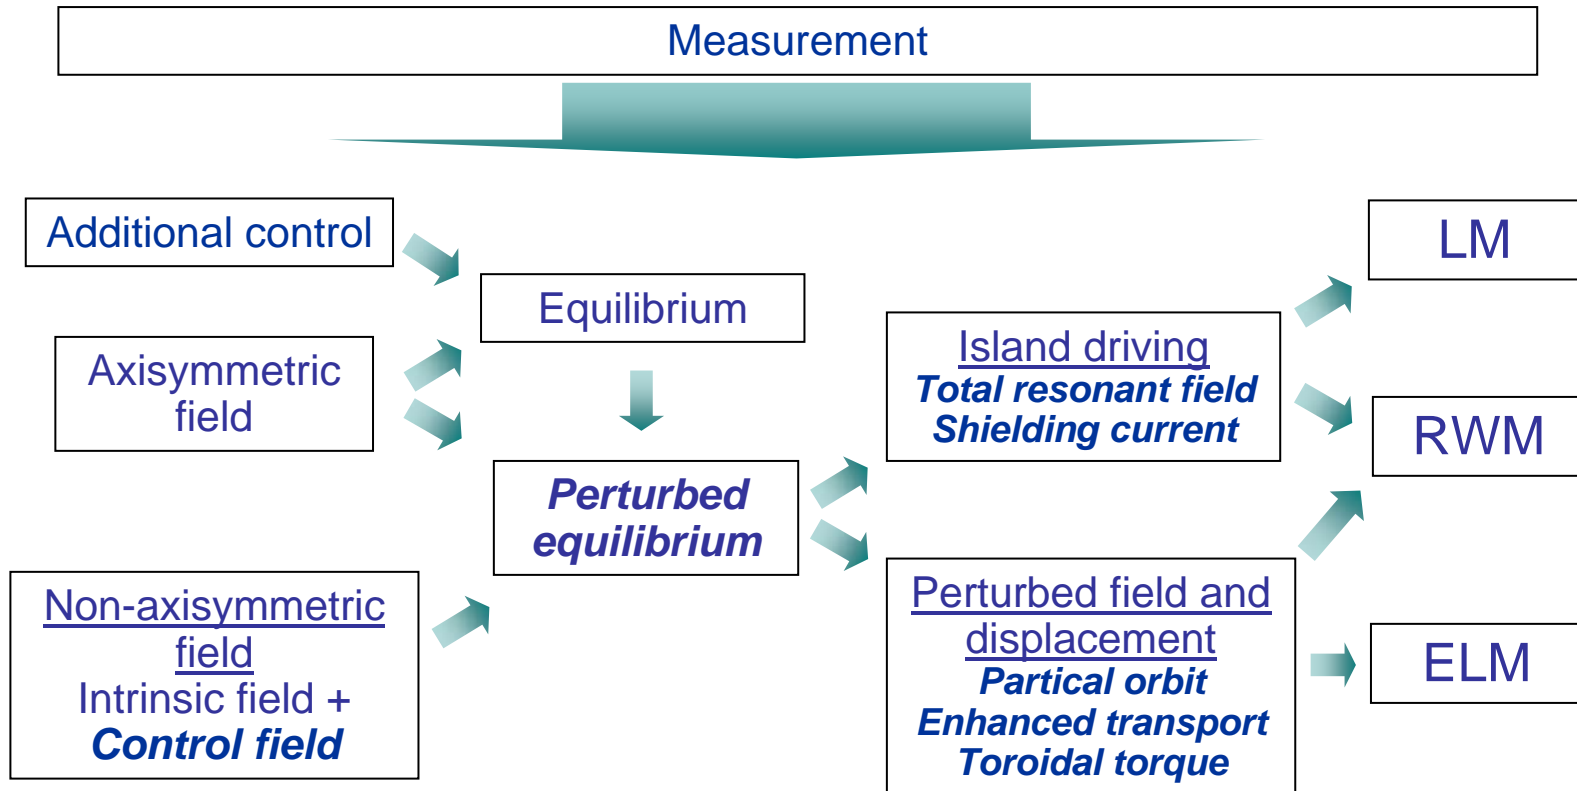 Measurement
Additional control
Axisymmetric
field
Non-axisymmetric
field
Intrinsic field +
Control field
Equilibrium
Perturbed
equilibrium
Island driving
Total resonant field
Shielding current
Perturbed field and
displacement
Partical orbit
Enhanced transport
Toroidal torque
LM
RWM
ELM